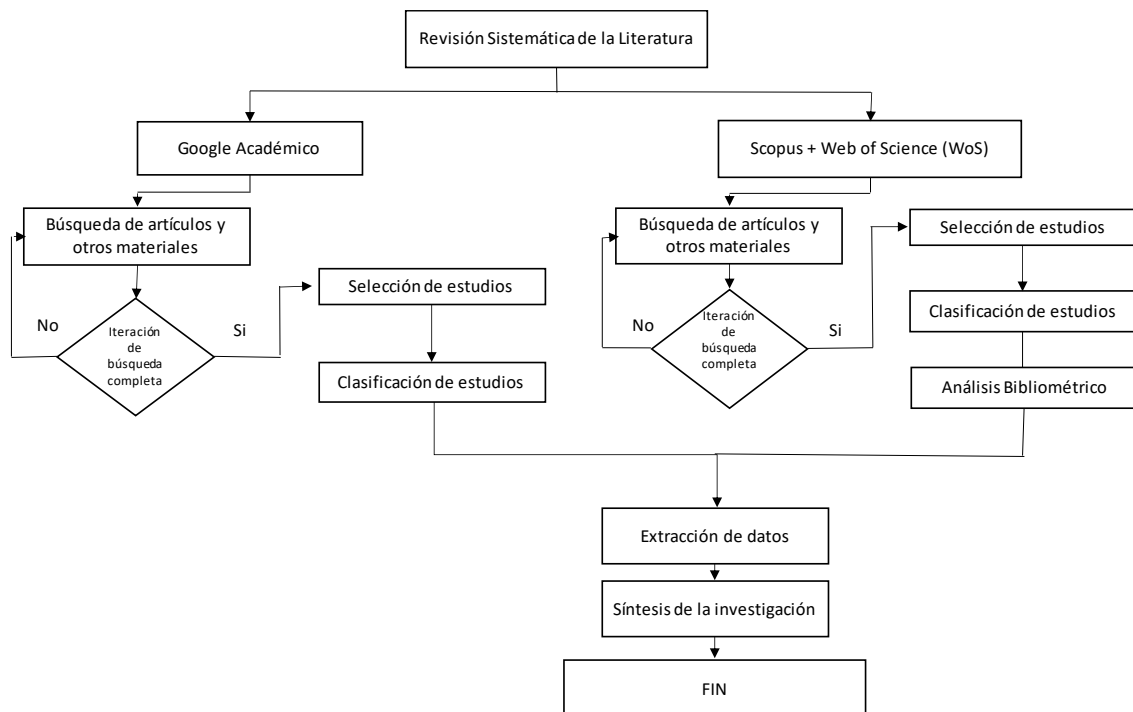 Revisión Sistemática de la Literatura
Google Académico
Búsqueda de artículos y
otros materiales
No
Iteración
de
búsqueda
completa
Si
Selección de estudios
Clasificación de estudios
Scopus + Web of Science (WoS)
Búsqueda de artículos y
otros materiales
No
Iteración
de
búsqueda
completa
Si
Selección de estudios
Clasificación de estudios
Análisis Bibliométrico
Extracción de datos
Síntesis de la investigación
FIN